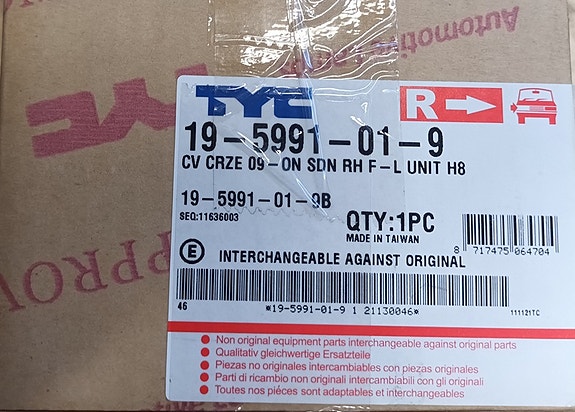 Automotive
TYC
TYC
R
19-5991-01-9
CV CRZE 09-ON SDN RH F-L UNIT H8
19-5991-01-9B
SEQ:11636003
QTY:1PC
MADE IN TAIWAN
8 717475 064704
E INTERCHANGEABLE AGAINST ORIGINAL
46 *19-5991-01-9 1 21130046* 111121TC
Non original equipment parts interchangeable against original parts
Qualitativ gleichwertige Ersatzteile
Piezas no originales intercambiables con piezas originales
Parti di ricambio non originali intercambiabili con gli originali
Toutes nos pièces sont adaptables et interchangeables